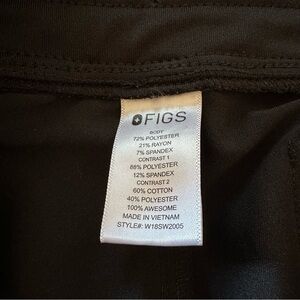 FIGS
BODY
72% POLYESTER
21% RAYON
7% SPANDEX
CONTRAST 1
88% POLYESTER
12% SPANDEX
CONTRAST 2
60% COTTON
40% POLYESTER
100% AWESOME
MADE IN VIETNAM
STYLE#: W18SW2005